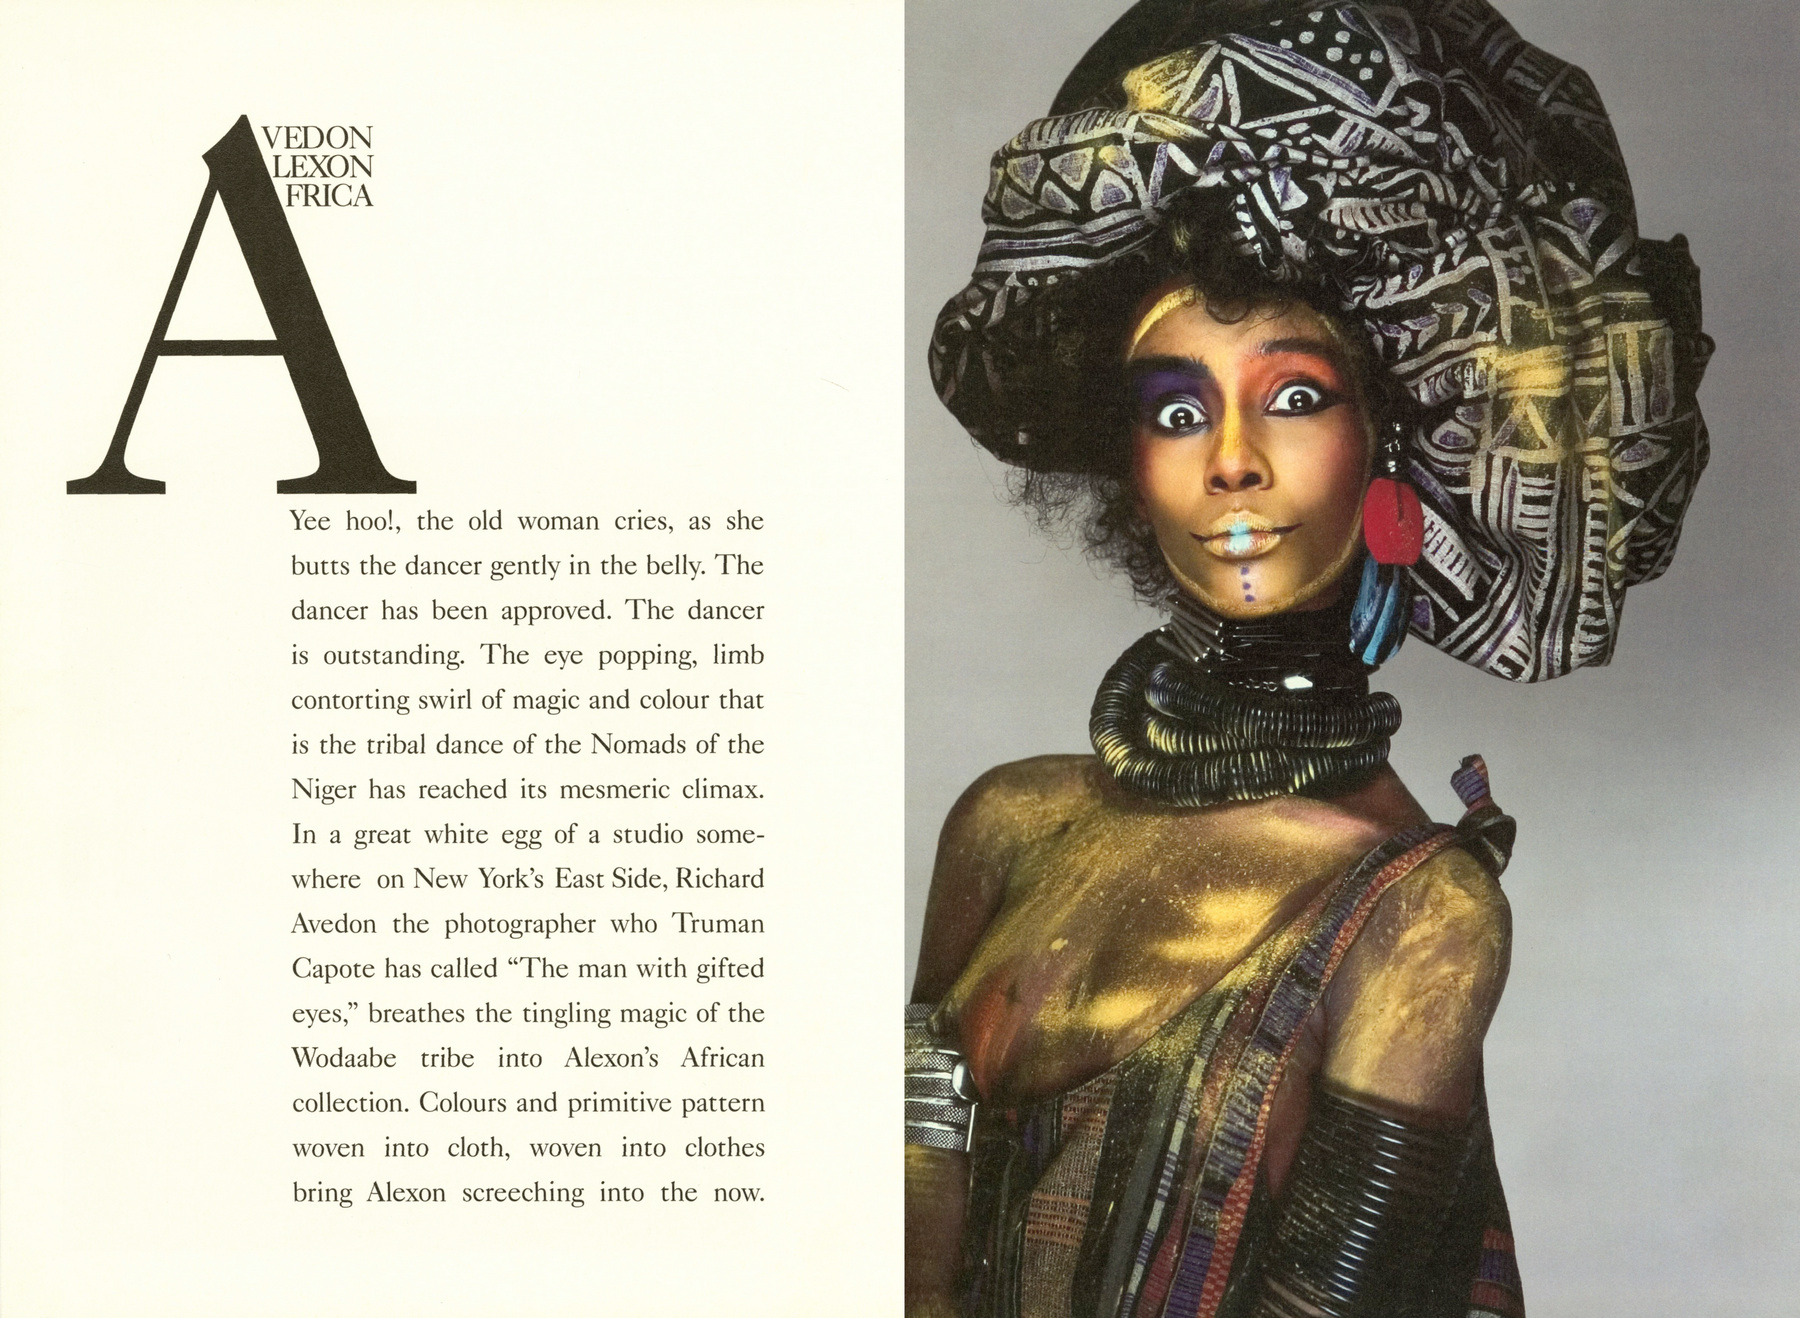 AVEDON
ALEXON
AFRICA
Yee hoo!, the old woman cries, as she
butts the dancer gently in the belly. The
dancer has been approved. The dancer
is outstanding. The eye popping, limb
contorting swirl of magic and colour that
is the tribal dance of the Nomads of the
Niger has reached its mesmeric climax.
In a great white egg of a studio some-
where on New York's East Side, Richard
Avedon the photographer who Truman
Capote has called “The man with gifted
eyes,” breathes the tingling magic of the
Wodaabe tribe into Alexon's African
collection. Colours and primitive pattern
woven into cloth, woven into clothes
bring Alexon screeching into the now.